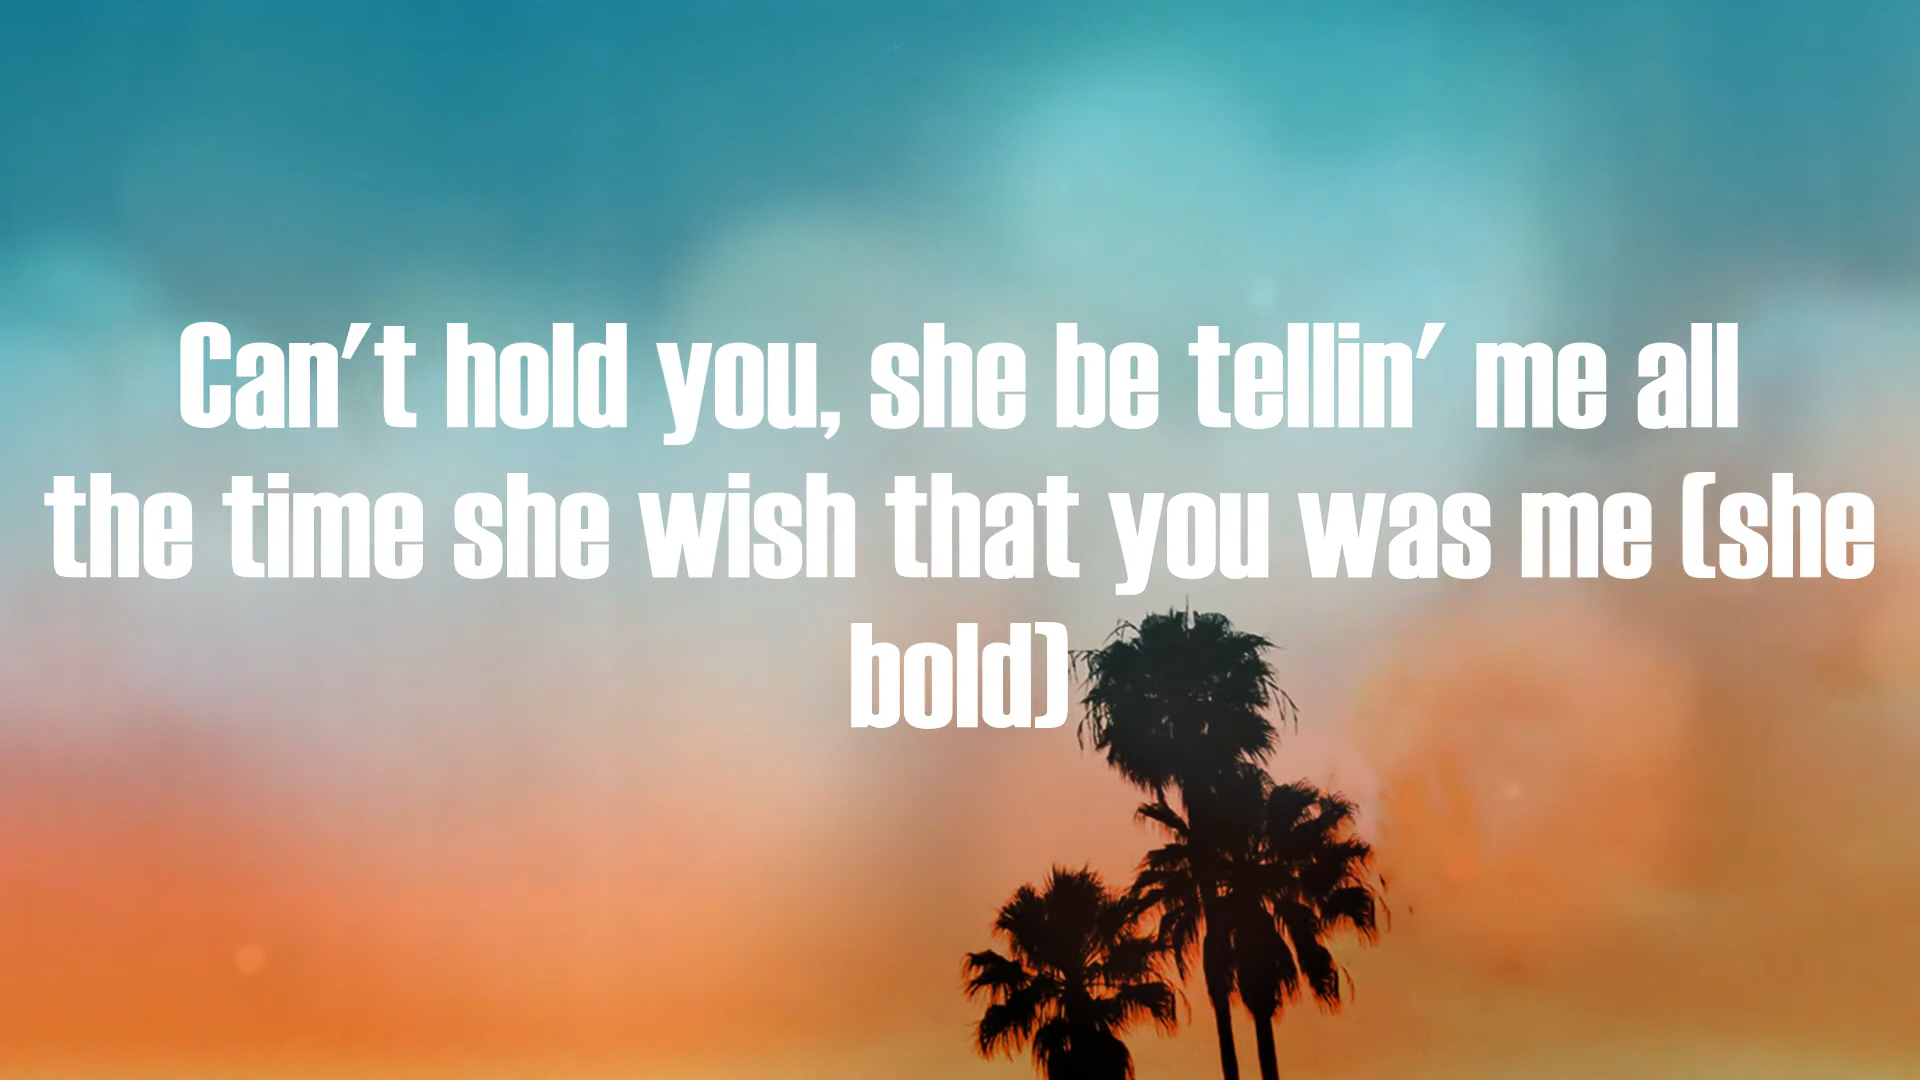 Can't hold you, she be tellin' me all
the time she wish that you was me (she
bold)